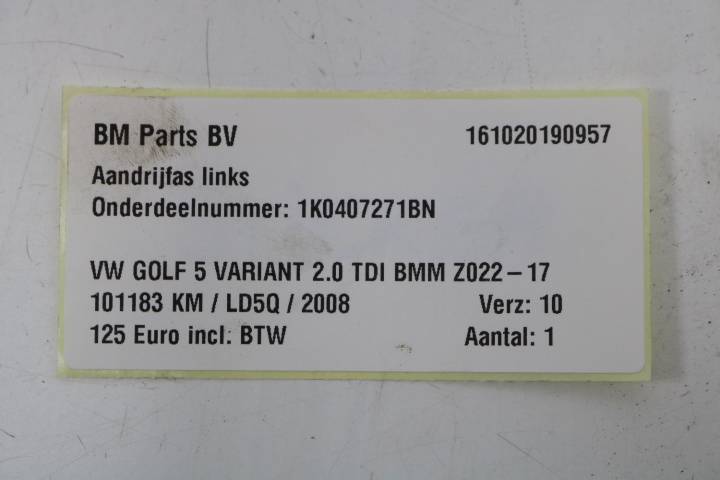 BM Parts BV 161020190957
Aandrijfas links
Onderdeelnummer: 1K0407271BN
VW GOLF 5 VARIANT 2.0 TDI BMM Z022-17
101183 KM / LD5Q / 2008 Verz: 10
125 Euro incl. BTW Aantal: 1